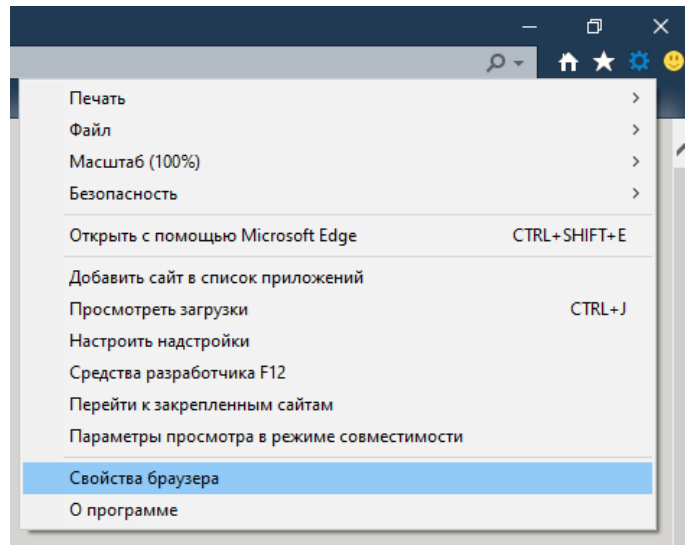 Печать
Файл
Масштаб (100%)
Безопасность
Открыть с помощью Microsoft Edge CTRL+SHIFT+E
Добавить сайт в список приложений
Просмотреть загрузки CTRL+J
Настроить надстройки
Средства разработчика F12
Перейти к закрепленным сайтам
Параметры просмотра в режиме совместимости
Свойства браузера
О программе